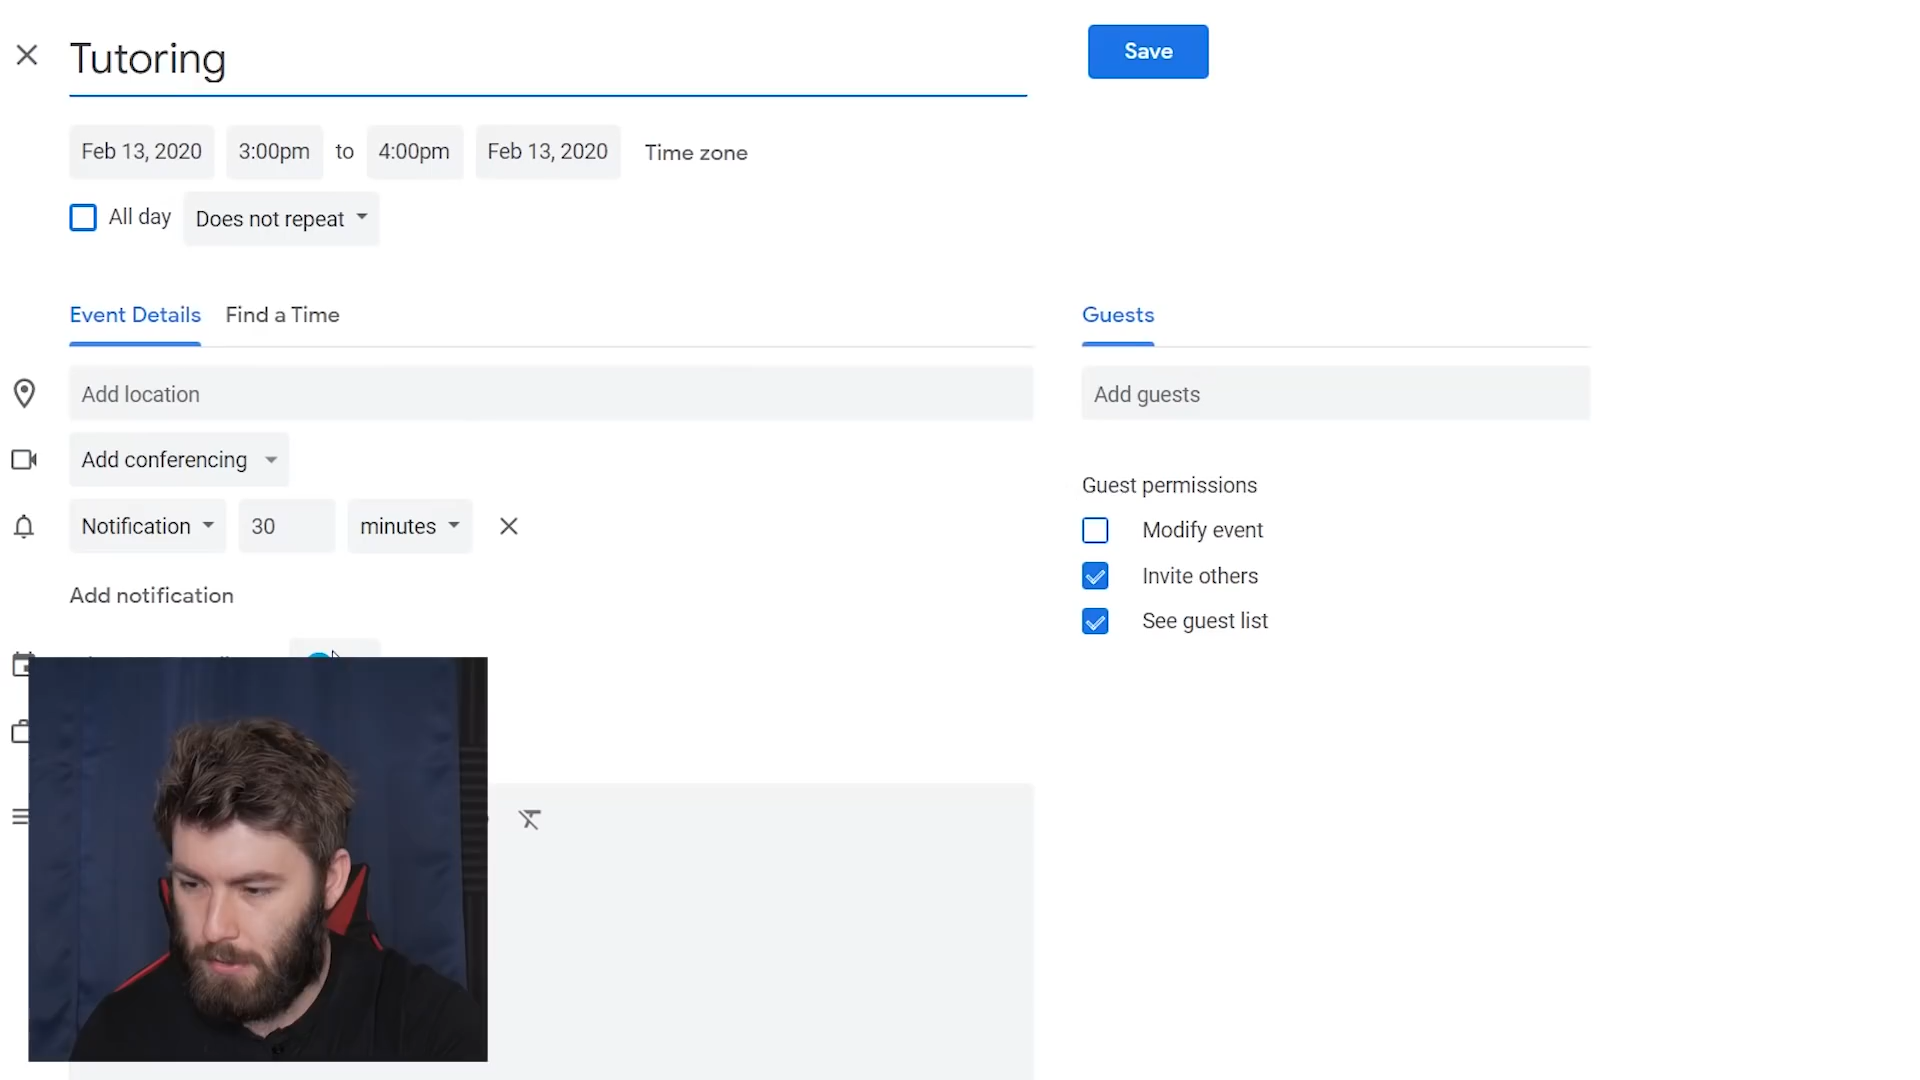 Tutoring
Save
Feb 13, 2020 3:00pm to 4:00pm Feb 13, 2020 Time zone
All day Does not repeat
Event Details Find a Time
Guests
Add location
Add guests
Add conferencing
Guest permissions
Notification 30 minutes
Modify event
Invite others
Add notification
See guest list